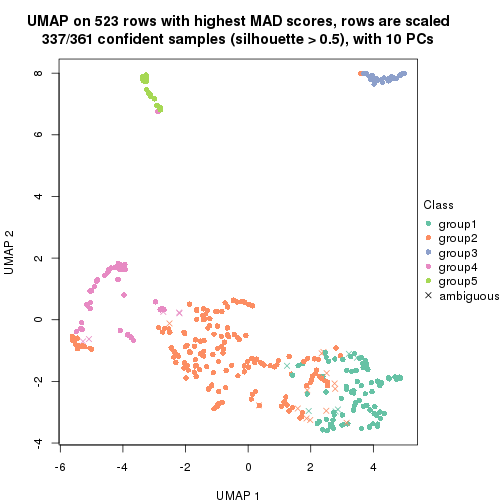 UMAP on 523 rows with highest MAD scores, rows are scaled
337/361 confident samples (silhouette > 0.5), with 10 PCs
8
6
4
2
0
-2
-4
UMAP 2
-6
-4
-2
0
2
4
UMAP 1
Class
group1
group2
group3
group4
group5
ambiguous